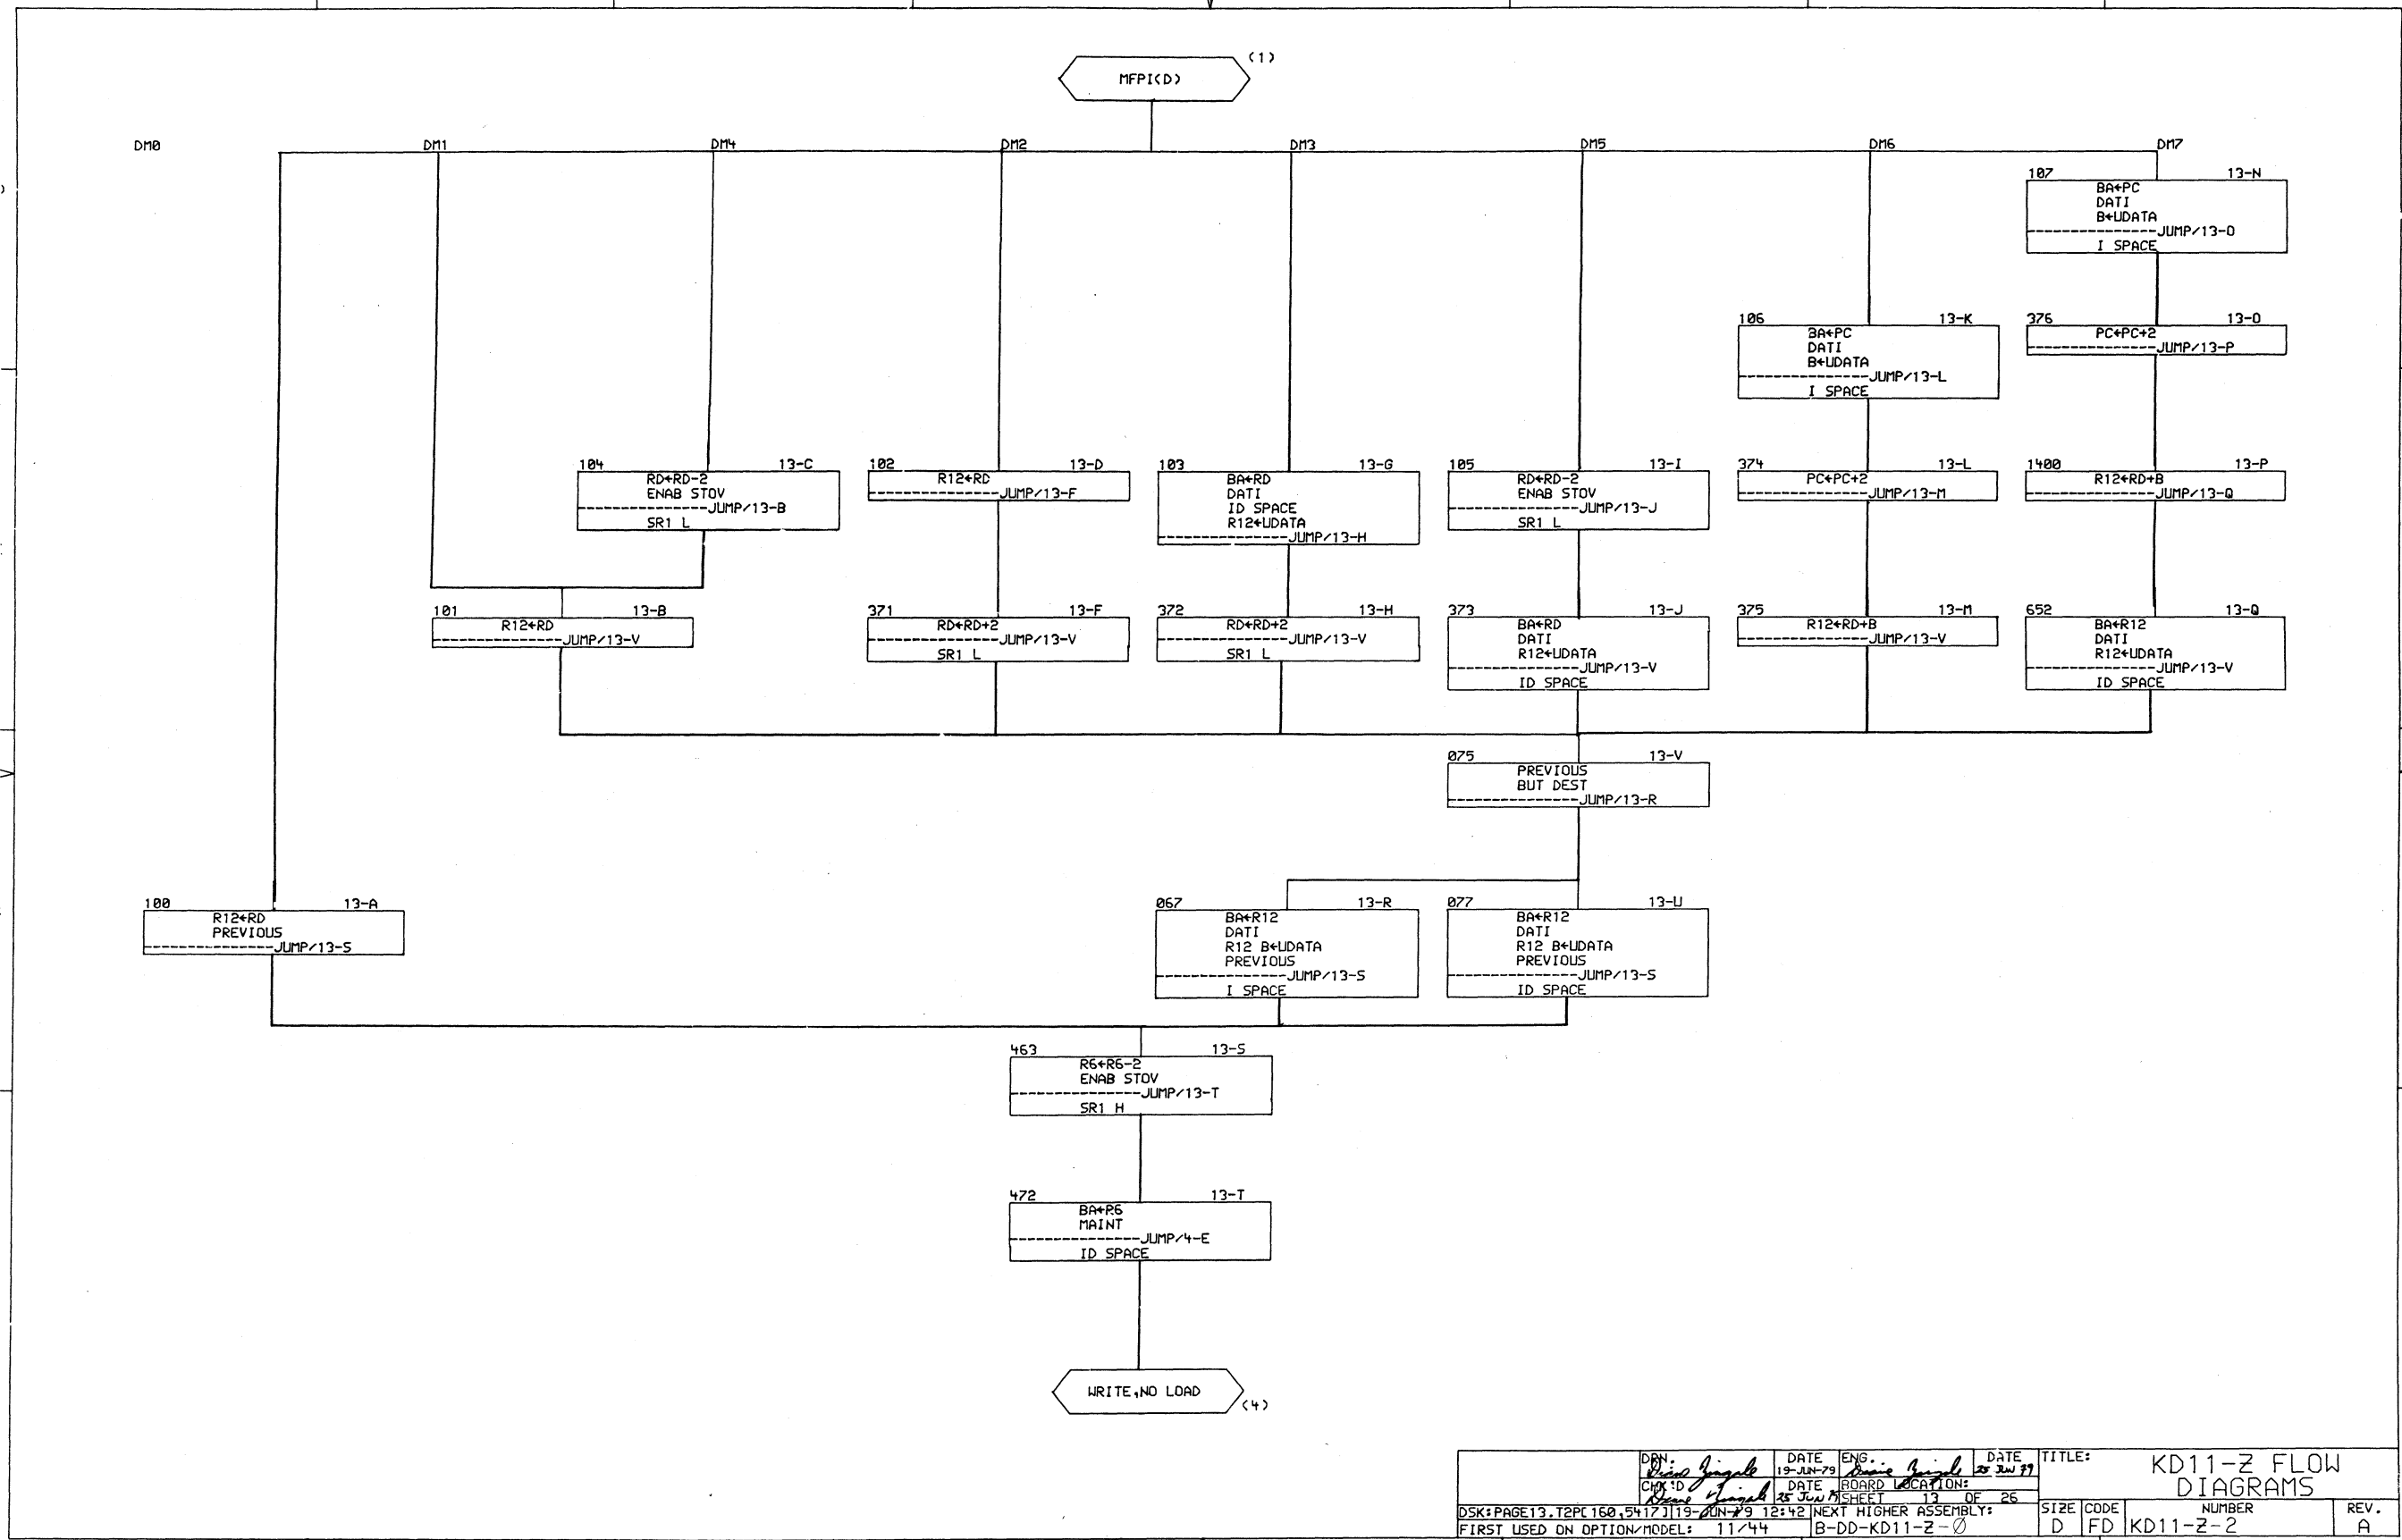 (1)
MFPI(D)
DM0 DM1 DM4 DM2 DM3 DM5 DM6 DM7
107 13-N
BA←PC
DATI
B←UDATA
----------------JUMP/13-O
I SPACE
106 13-K
BA←PC
DATI
B←UDATA
----------------JUMP/13-L
I SPACE
376 13-O
PC←PC+2
----------------JUMP/13-P
104 13-C
RD←RD-2
ENAB STOV
----------------JUMP/13-B
SR1 L
102 13-D
R12←RD
----------------JUMP/13-F
103 13-G
BA←RD
DATI
ID SPACE
R12←UDATA
----------------JUMP/13-H
105 13-I
RD←RD-2
ENAB STOV
----------------JUMP/13-J
SR1 L
374 13-L
PC←PC+2
----------------JUMP/13-M
1400 13-P
R12←RD+B
----------------JUMP/13-Q
101 13-B
R12←RD
----------------JUMP/13-V
371 13-F
RD←RD+2
----------------JUMP/13-V
SR1 L
372 13-H
RD←RD+2
----------------JUMP/13-V
SR1 L
373 13-J
BA←RD
DATI
R12←UDATA
----------------JUMP/13-V
ID SPACE
375 13-M
R12←RD+B
----------------JUMP/13-V
652 13-Q
BA←R12
DATI
R12←UDATA
----------------JUMP/13-V
ID SPACE
075 13-V
PREVIOUS
BUT DEST
----------------JUMP/13-R
100 13-A
R12←RD
PREVIOUS
----------------JUMP/13-S
067 13-R
BA←R12
DATI
R12 B←UDATA
PREVIOUS
----------------JUMP/13-S
I SPACE
077 13-U
BA←R12
DATI
R12 B←UDATA
PREVIOUS
----------------JUMP/13-S
ID SPACE
463 13-S
R6←R6-2
ENAB STOV
----------------JUMP/13-T
SR1 H
472 13-T
BA←R6
MAINT
----------------JUMP/4-E
ID SPACE
WRITE,NO LOAD
(4)
DRN. DATE ENG. DATE
19-JUN-79 25 JUN 79
CHK'D DATE BOARD LOCATION:
25 JUN 79 SHEET 13 OF 26
DSK:PAGE13.T2P[160,5417] 19-JUN-79 12:42 NEXT HIGHER ASSEMBLY:
FIRST USED ON OPTION/MODEL: 11/44 B-DD-KD11-Z-0
TITLE:
KD11-Z FLOW
DIAGRAMS
SIZE CODE NUMBER REV.
D FD KD11-Z-2 A